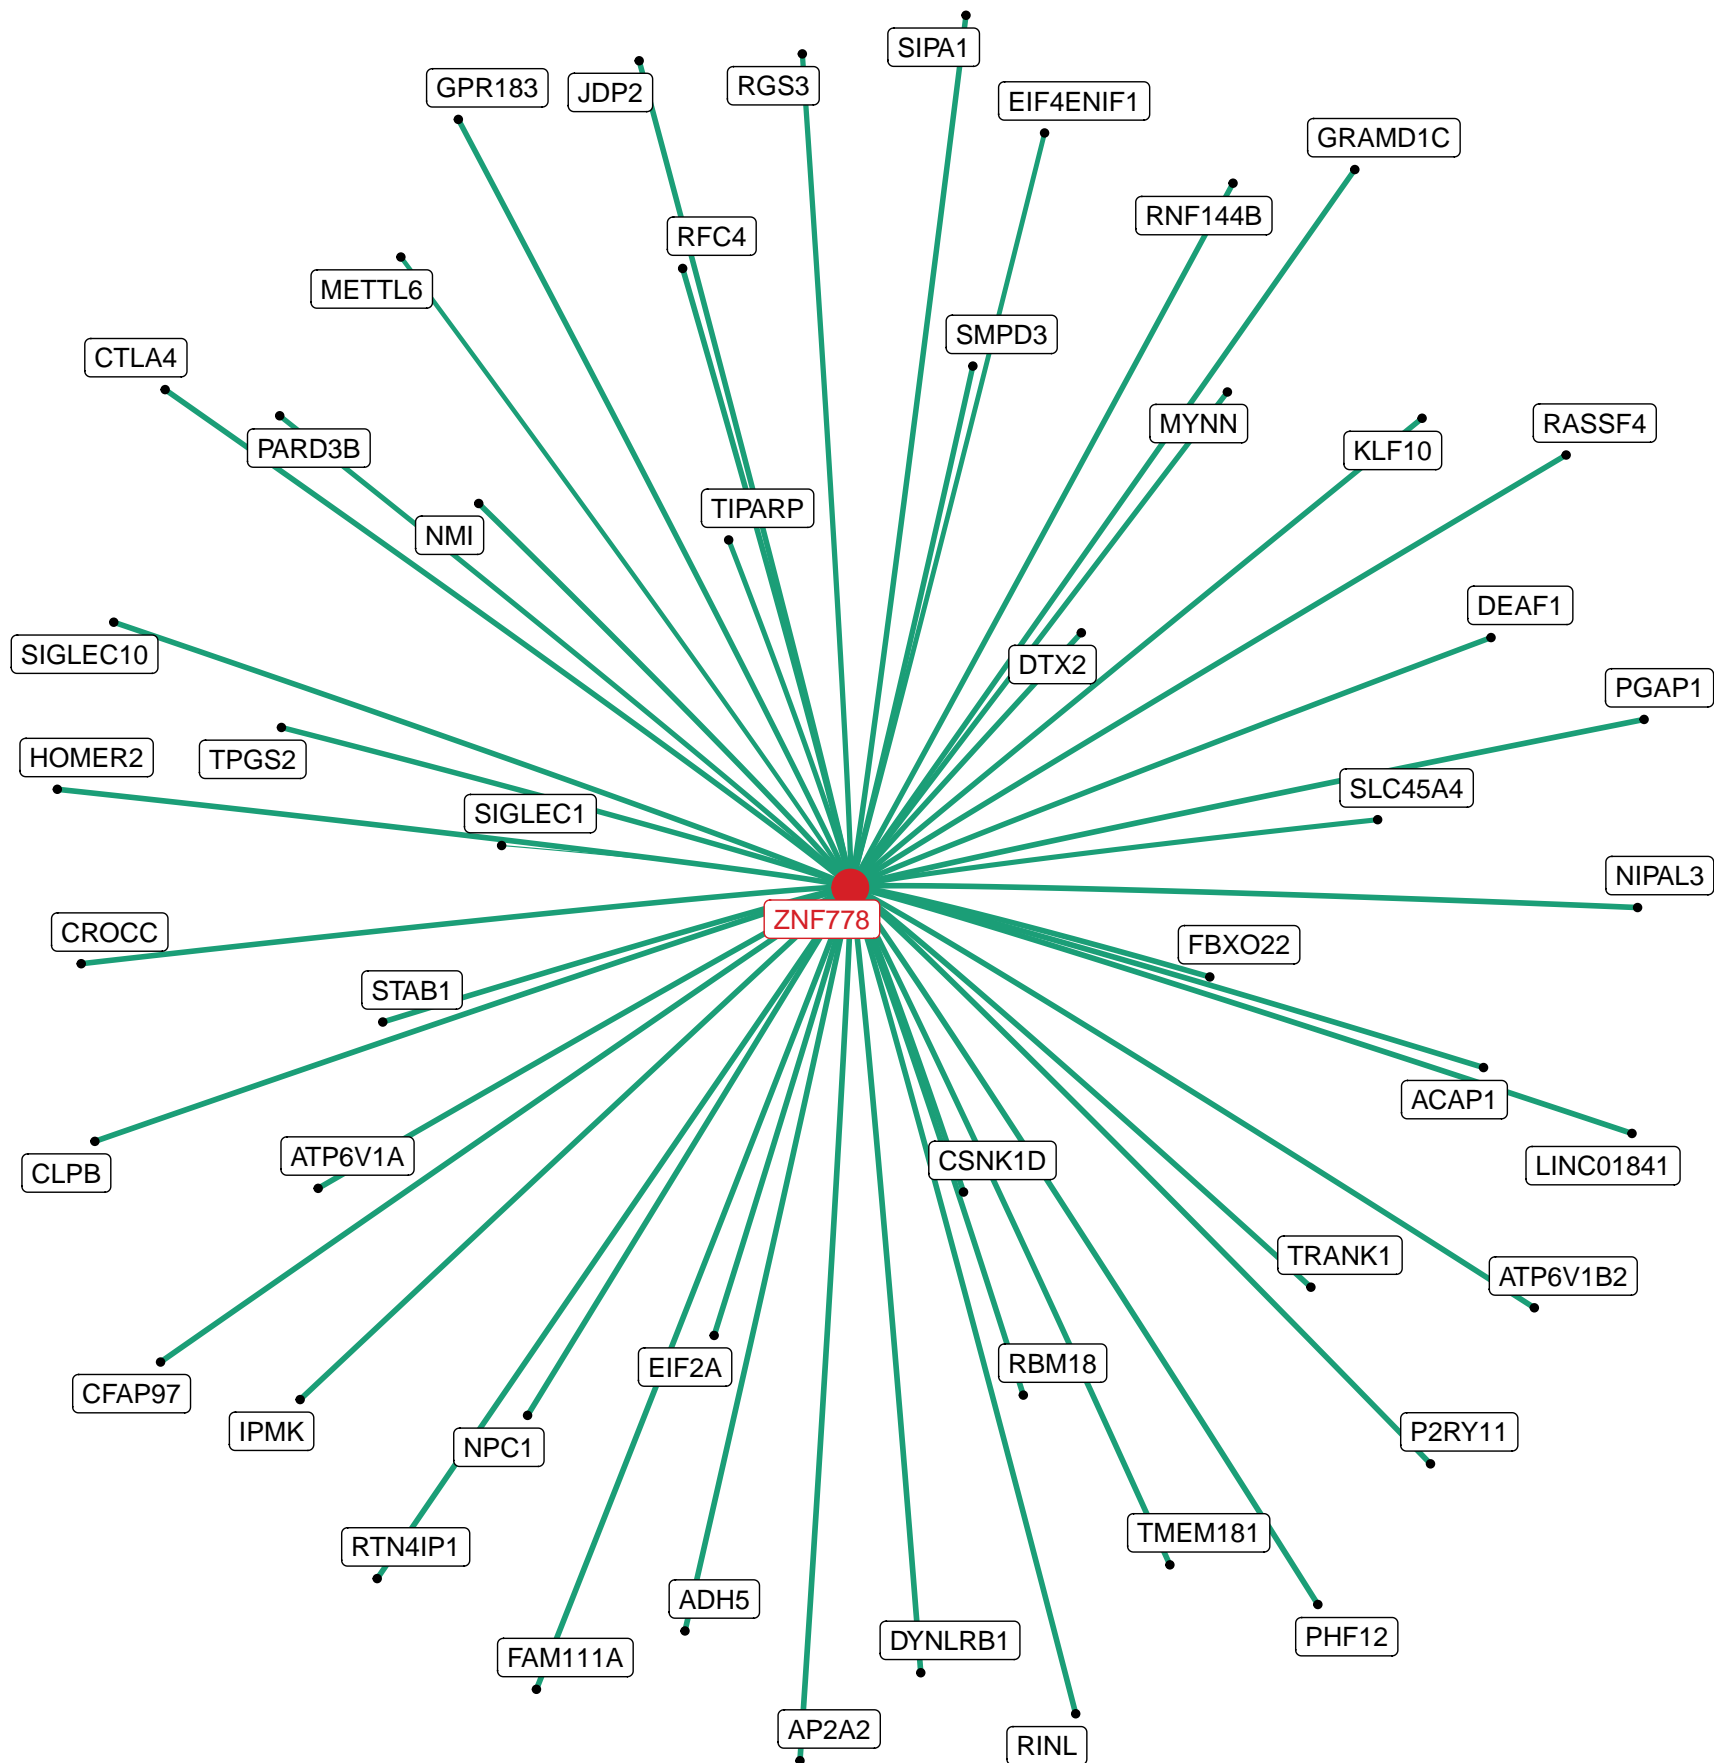 SIPA1
GPR183
JDP2
RGS3
EIF4ENIF1
GRAMD1C
RNF144B
RFC4
METTL6
SMPD3
CTLA4
MYNN
RASSF4
PARD3B
KLF10
TIPARP
NMI
DEAF1
SIGLEC10
DTX2
PGAP1
HOMER2
TPGS2
SLC45A4
SIGLEC1
NIPAL3
ZNF778
CROCC
FBXO22
STAB1
ACAP1
ATP6V1A
CSNK1D
CLPB
LINC01841
TRANK1
ATP6V1B2
EIF2A
RBM18
CFAP97
IPMK
NPC1
P2RY11
RTN4IP1
TMEM181
ADH5
DYNLRB1
PHF12
FAM111A
AP2A2
RINL